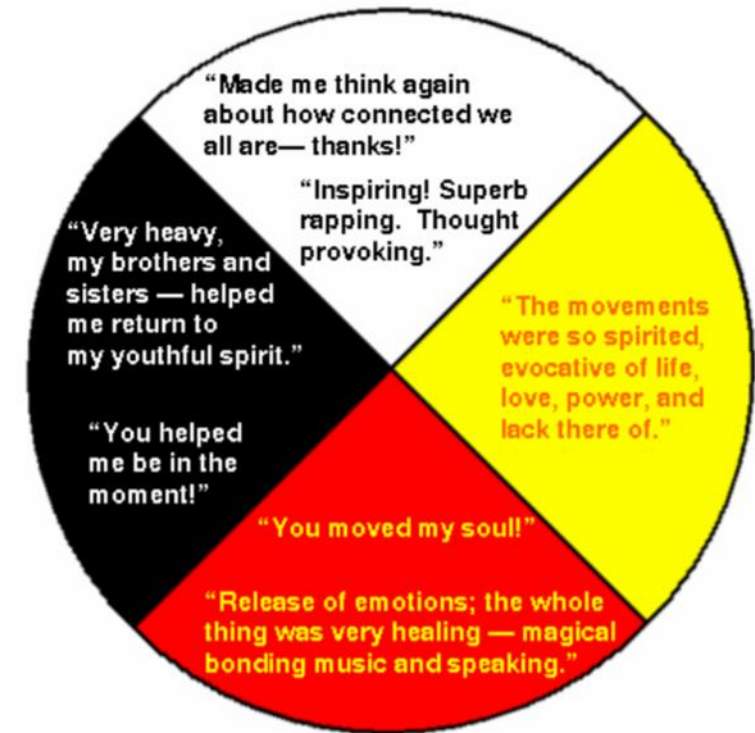 “Made me think again
about how connected we
all are— thanks!”
“Inspiring! Superb
rapping.  Thought
provoking.”
“Very heavy,
my brothers and
sisters — helped
me return to
my youthful spirit.”
“You helped
me be in the
moment!”
“The movements
were so spirited,
evocative of life,
love, power, and
lack there of.”
“You moved my soul!”
“Release of emotions; the whole
thing was very healing — magical
bonding music and speaking.”